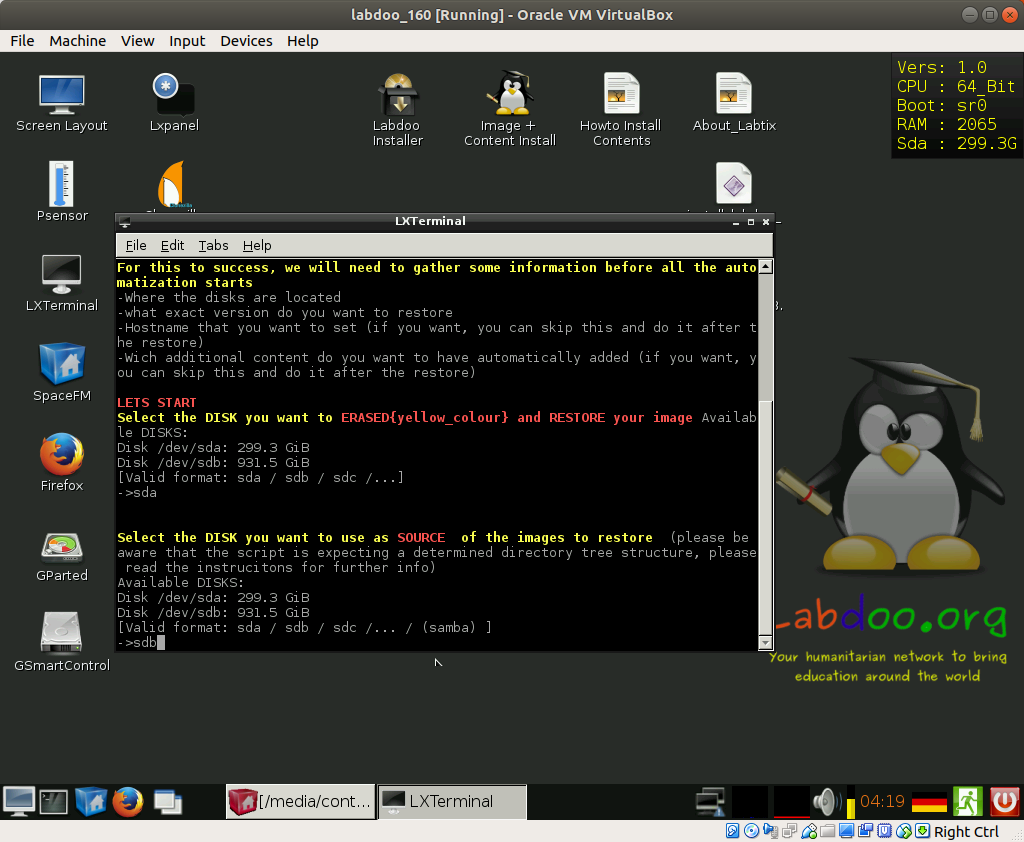 labdoo_160 [Running] - Oracle VM VirtualBox
File Machine View Input Devices Help
Vers: 1.0
CPU : 64_Bit
Boot: sr0
RAM : 2065
Sda : 299.3G
Screen Layout
Lxpanel
Labdoo
Installer
Image +
Content Install
Howto Install
Contents
About_Labtix
Psensor
LXTerminal
SpaceFM
Firefox
GParted
GSmartControl
LXTerminal
File Edit Tabs Help
For this to success, we will need to gather some information before all the auto
matization starts
-Where the disks are located
-what exact version do you want to restore
-Hostname that you want to set (if you want, you can skip this and do it after t
he restore)
-Wich additional content do you want to have automatically added (if you want, y
ou can skip this and do it after the restore)
LETS START
Select the DISK you want to ERASED{yellow_colour} and RESTORE your image Availab
le DISKS:
Disk /dev/sda: 299.3 GiB
Disk /dev/sdb: 931.5 GiB
[Valid format: sda / sdb / sdc /...]
->sda
Select the DISK you want to use as SOURCE  of the images to restore  (please be
aware that the script is expecting a determined directory tree structure, please
 read the instrucitons for further info)
Available DISKS:
Disk /dev/sda: 299.3 GiB
Disk /dev/sdb: 931.5 GiB
[Valid format: sda / sdb / sdc /... / (samba) ]
->sdb
-abdoo.org
Your humanitarian network to bring
education around the world
[/media/cont...
LXTerminal
04:19
Right Ctrl